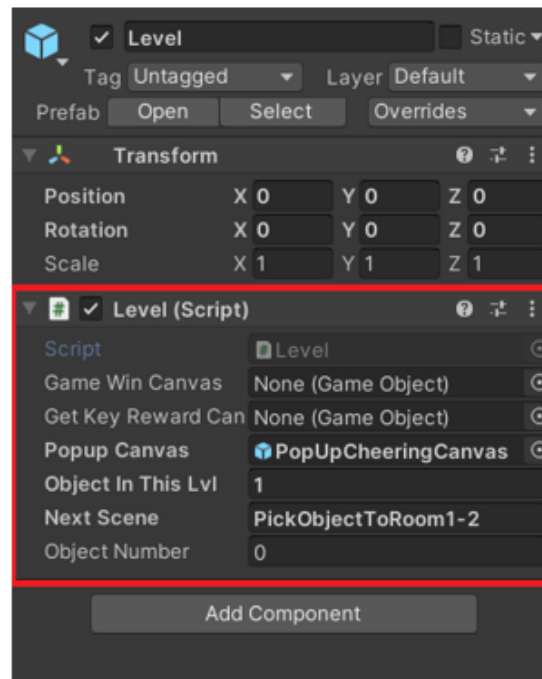 Level Static
Tag Untagged Layer Default
Prefab Open Select Overrides
Transform
Position X 0 Y 0 Z 0
Rotation X 0 Y 0 Z 0
Scale X 1 Y 1 Z 1
# Level (Script)
Script # Level
Game Win Canvas None (Game Object)
Get Key Reward Can None (Game Object)
Popup Canvas PopUpCheeringCanvas
Object In This Lvl 1
Next Scene PickObjectToRoom1-2
Object Number 0
Add Component